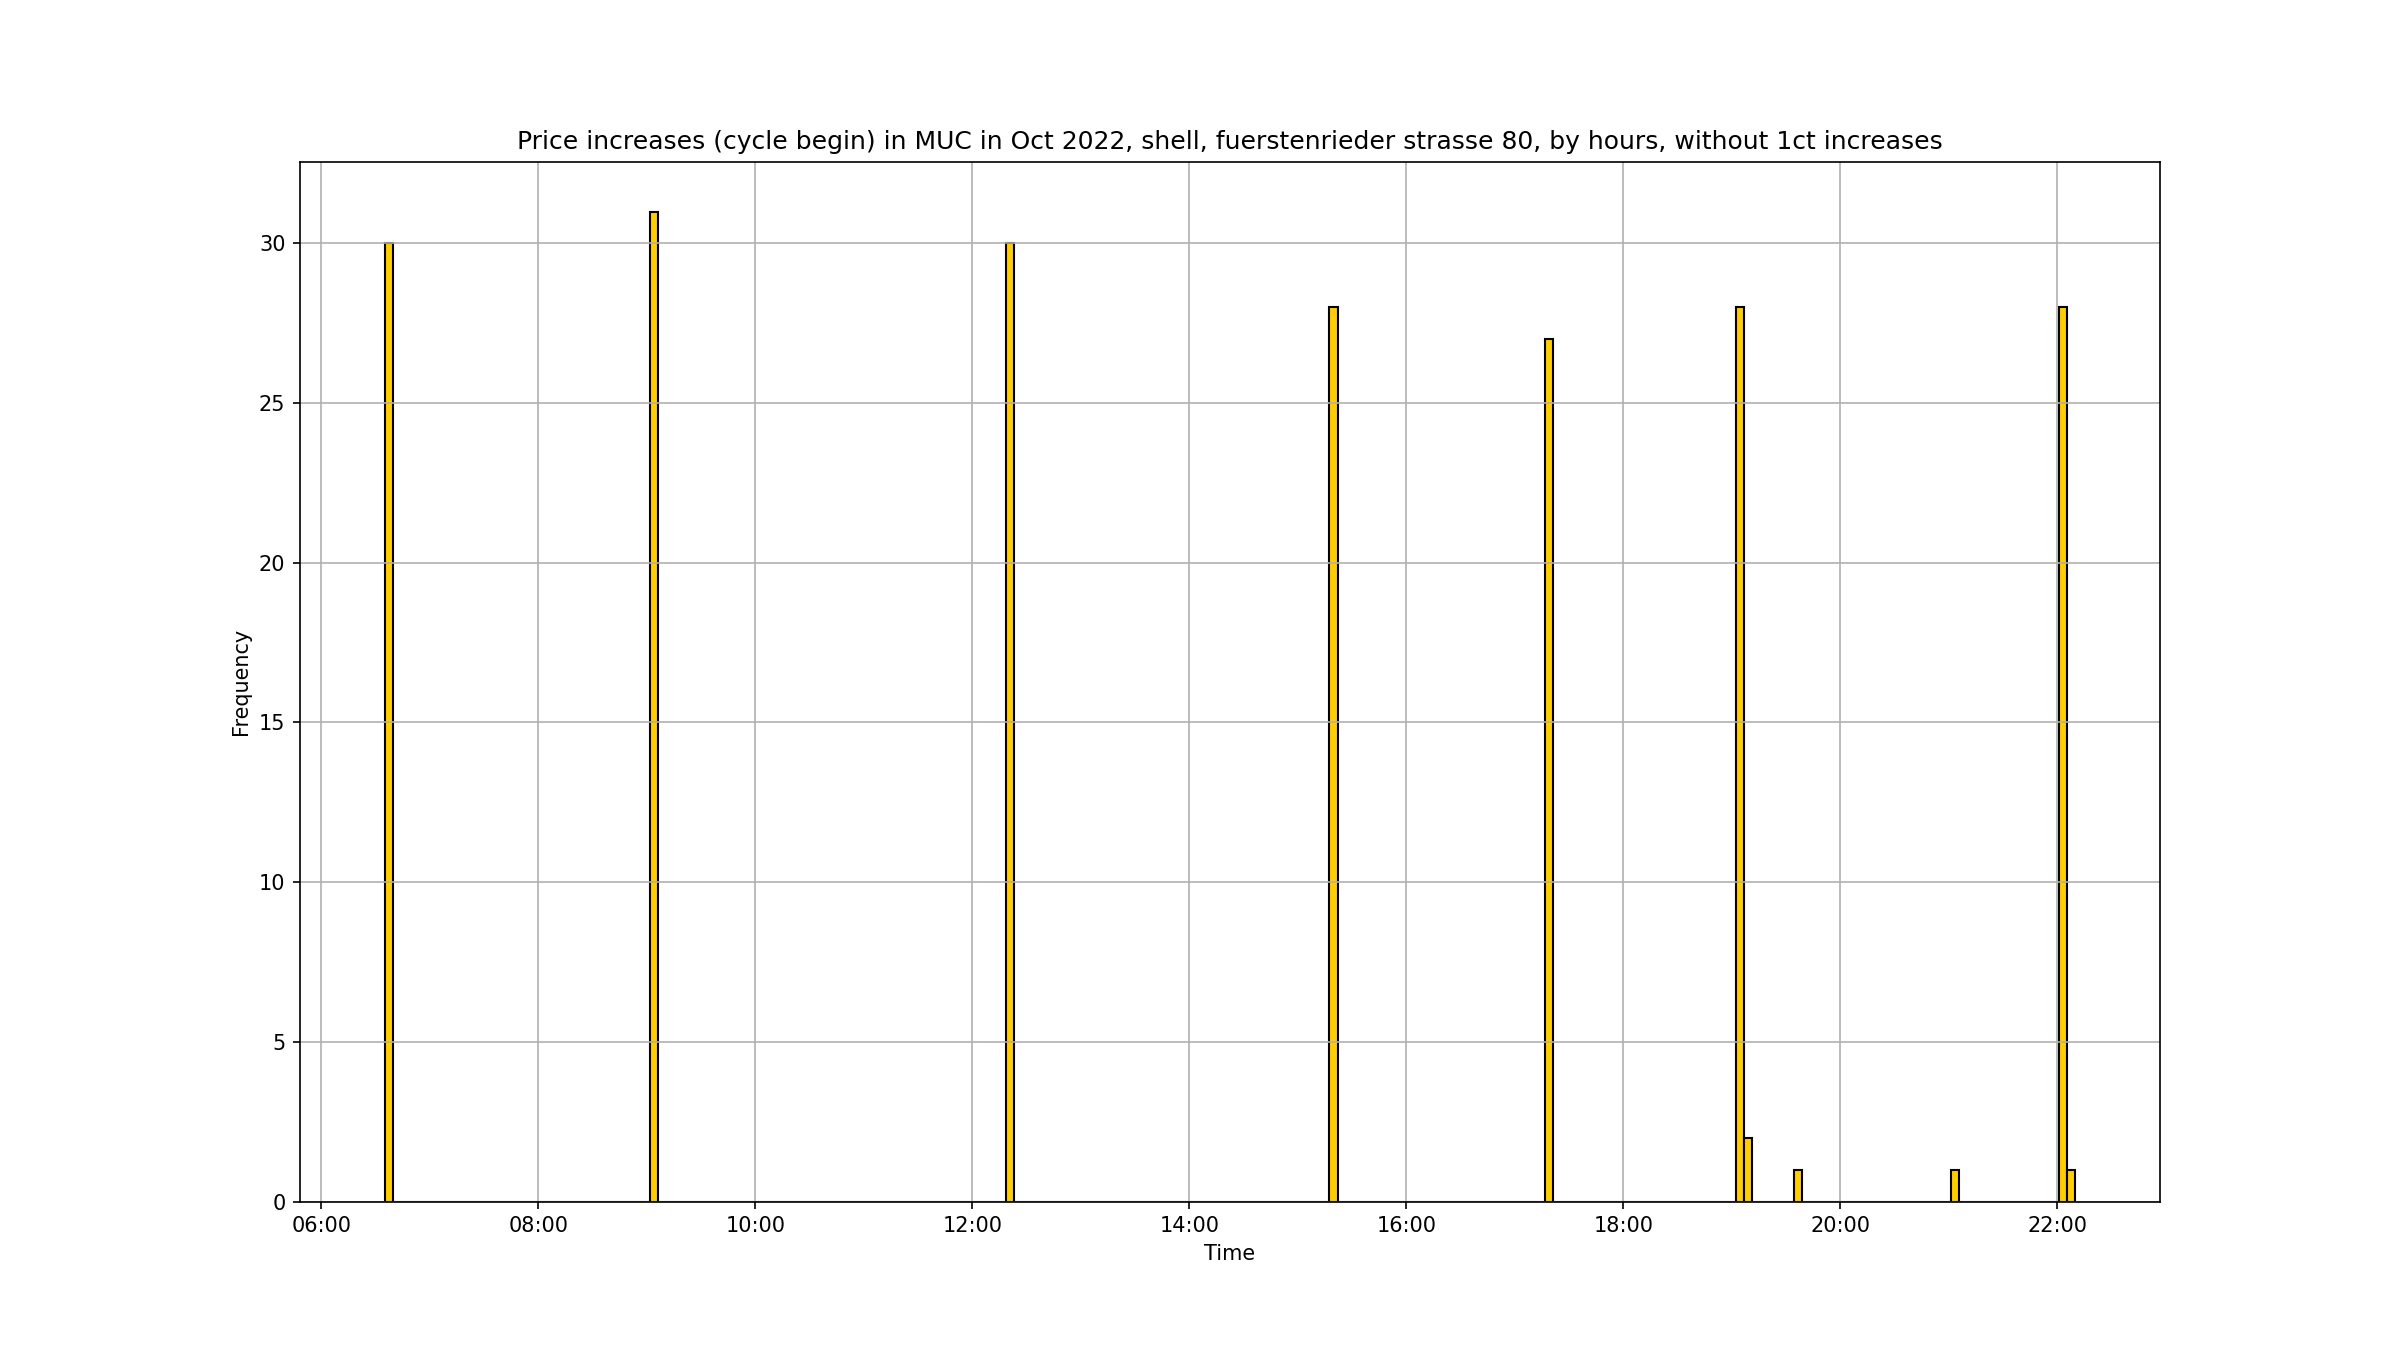 Price increases (cycle begin) in MUC in Oct 2022, shell, fuerstenrieder strasse 80, by hours, without 1ct increases
30
25
20
15
10
5
0
Frequency
06:00 08:00 10:00 12:00 14:00 16:00 18:00 20:00 22:00
Time